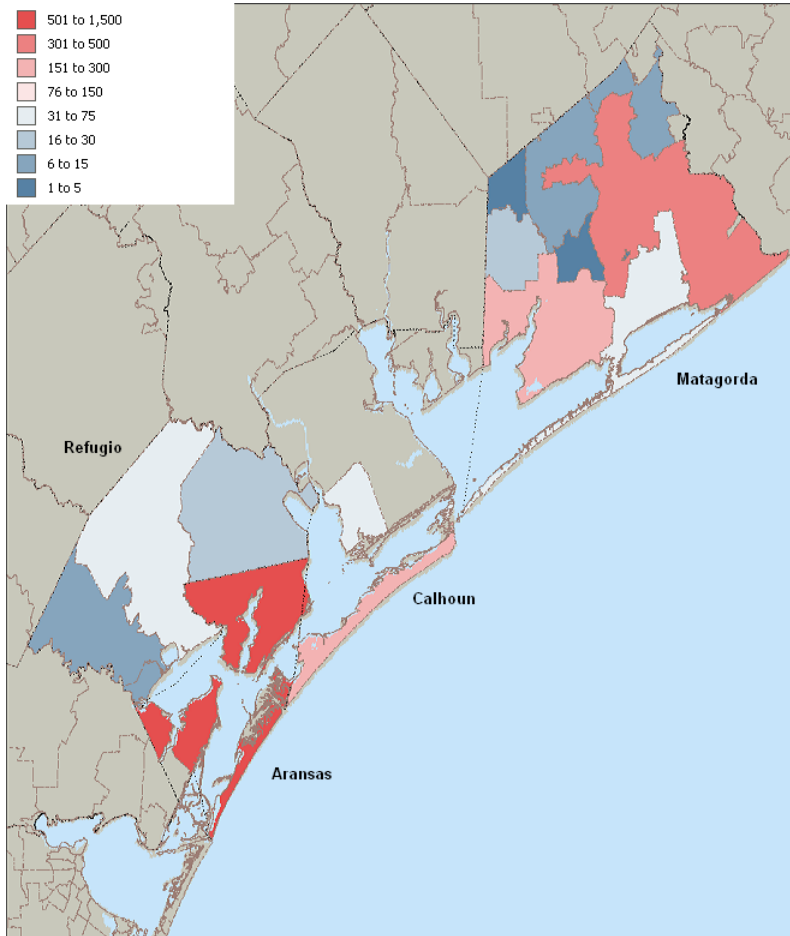 501 to 1,500
301 to 500
151 to 300
76 to 150
31 to 75
16 to 30
6 to 15
1 to 5
Matagorda
Refugio
Calhoun
Aransas